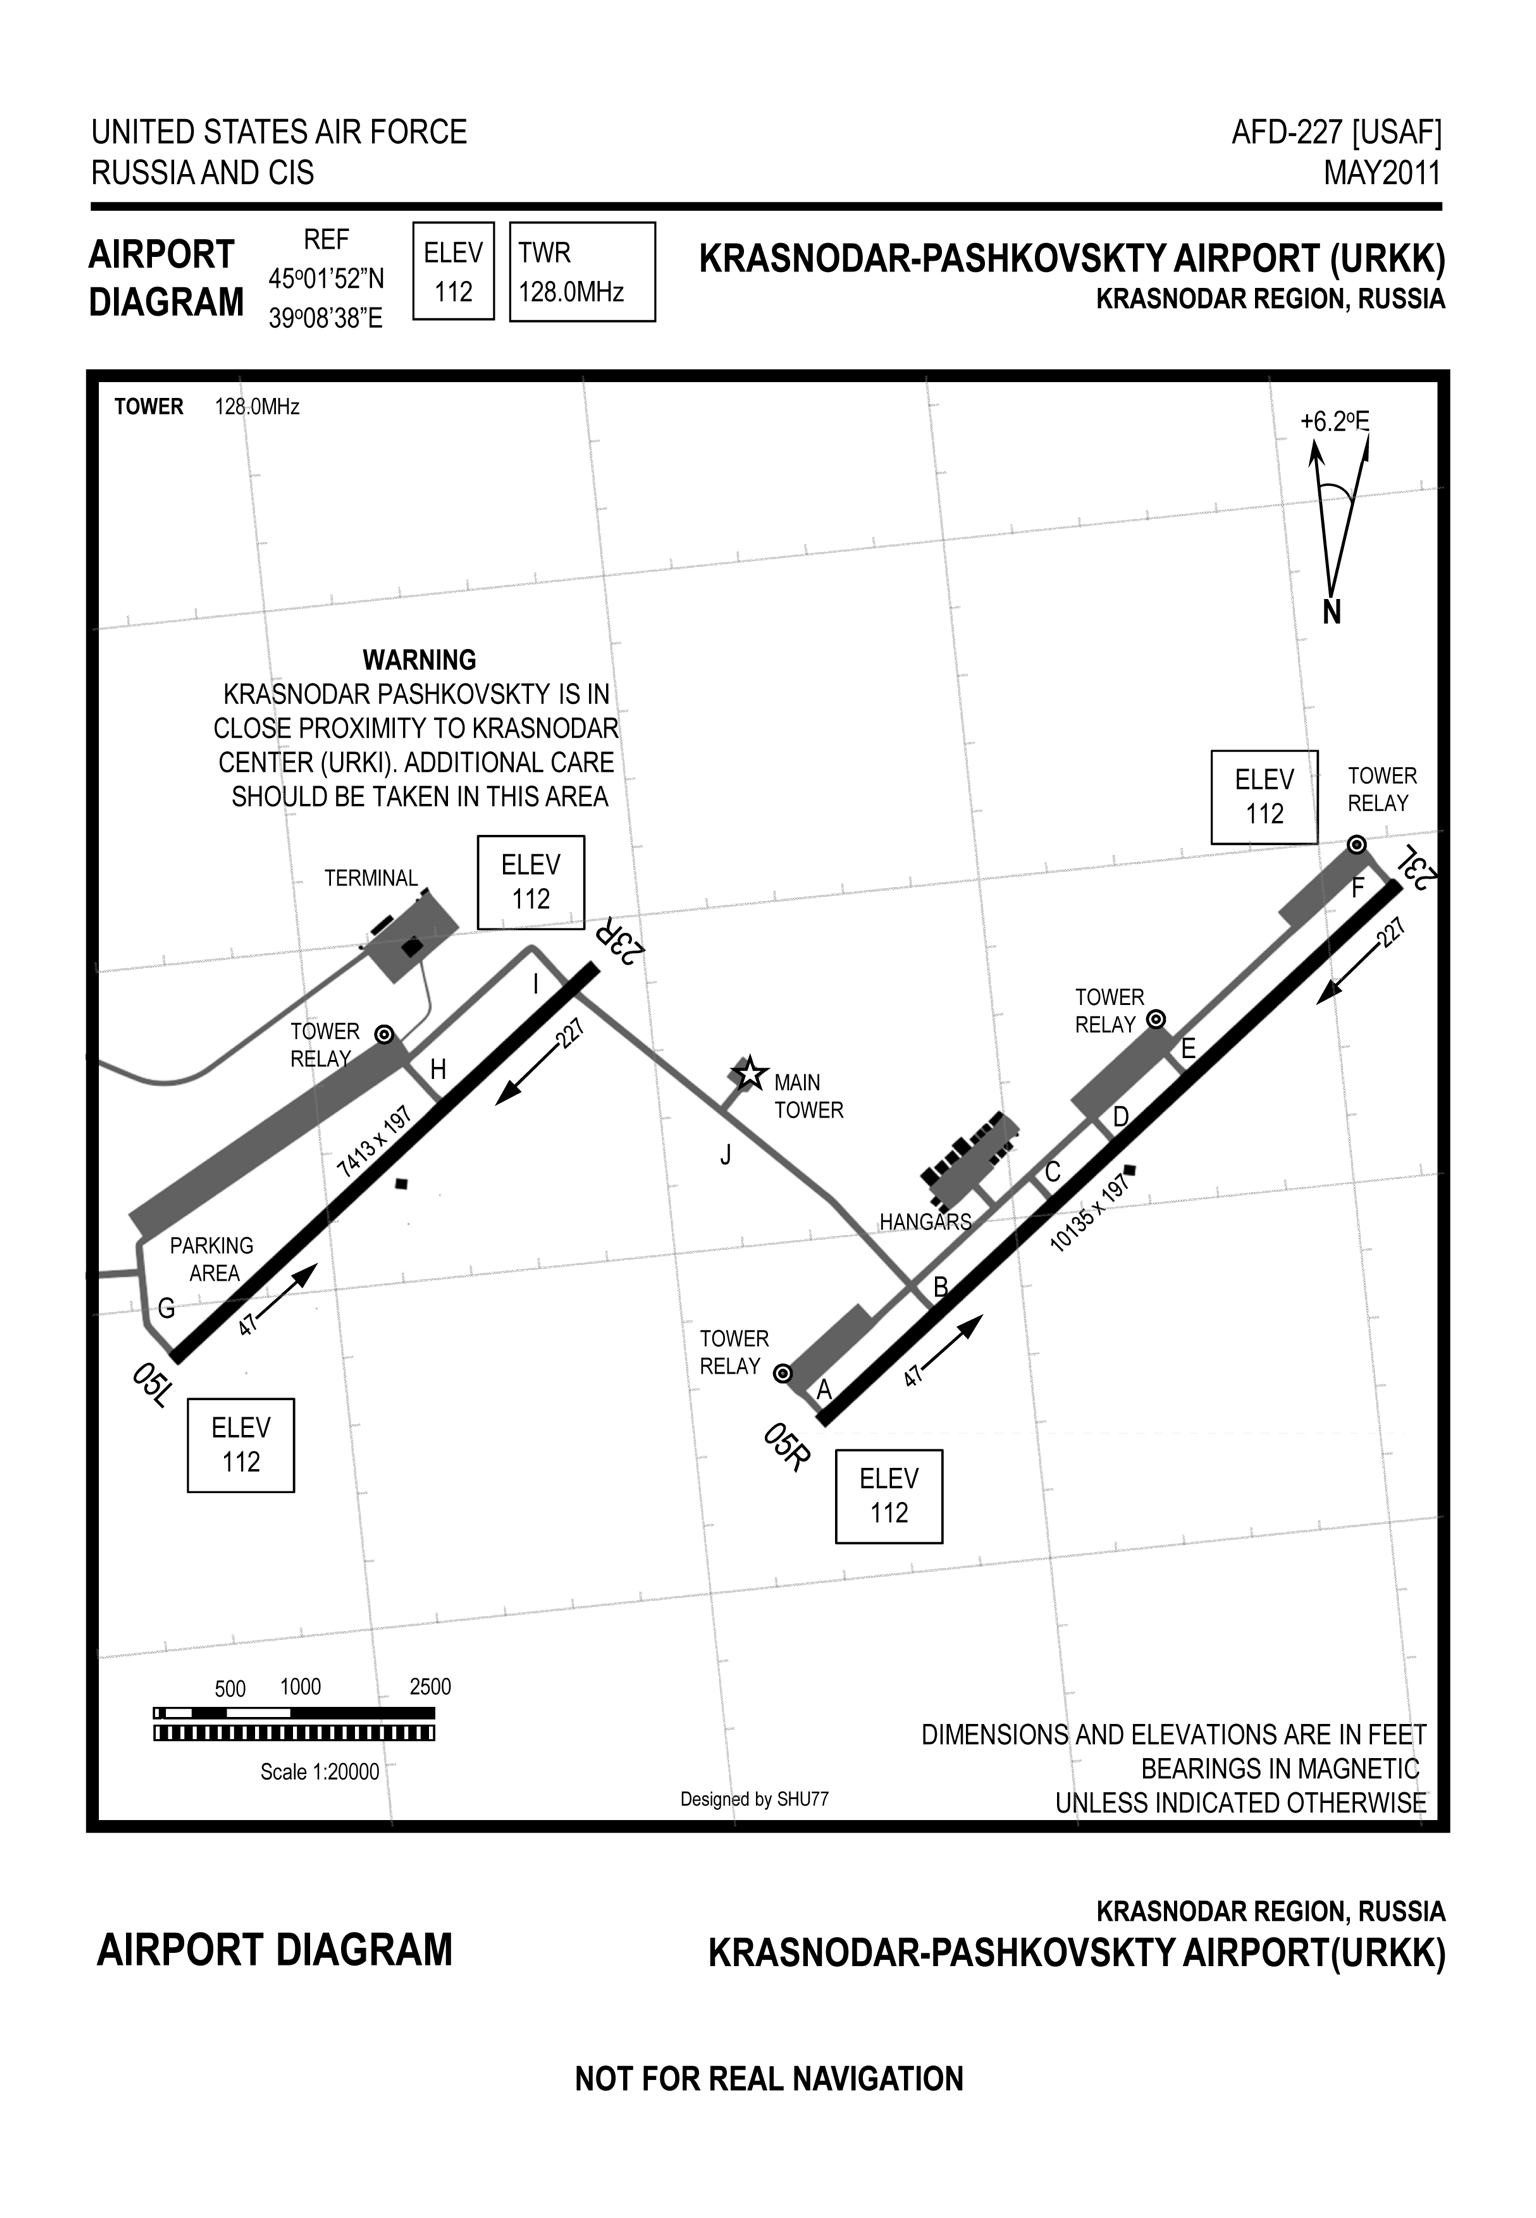 UNITED STATES AIR FORCE
RUSSIA AND CIS
AFD-227 [USAF]
MAY2011
AIRPORT
DIAGRAM
REF
45º01’52”N
39º08’38”E
ELEV
112
TWR
128.0MHz
KRASNODAR-PASHKOVSKTY AIRPORT (URKK)
KRASNODAR REGION, RUSSIA
TOWER 128.0MHz
+6.2ºE
N
WARNING
KRASNODAR PASHKOVSKTY IS IN
CLOSE PROXIMITY TO KRASNODAR
CENTER (URKI). ADDITIONAL CARE
SHOULD BE TAKEN IN THIS AREA
ELEV
112
TOWER
RELAY
23L
F
227
TERMINAL
ELEV
112
23R
I
227
TOWER
RELAY
H
7413 x 197
TOWER
RELAY
E
D
C
MAIN
TOWER
J
HANGARS
10135 x 197
PARKING
AREA
G
47
05L
ELEV
112
B
TOWER
RELAY
A
47
05R
ELEV
112
500 1000 2500
Scale 1:20000
Designed by SHU77
DIMENSIONS AND ELEVATIONS ARE IN FEET
BEARINGS IN MAGNETIC
UNLESS INDICATED OTHERWISE
KRASNODAR REGION, RUSSIA
AIRPORT DIAGRAM
KRASNODAR-PASHKOVSKTY AIRPORT(URKK)
NOT FOR REAL NAVIGATION